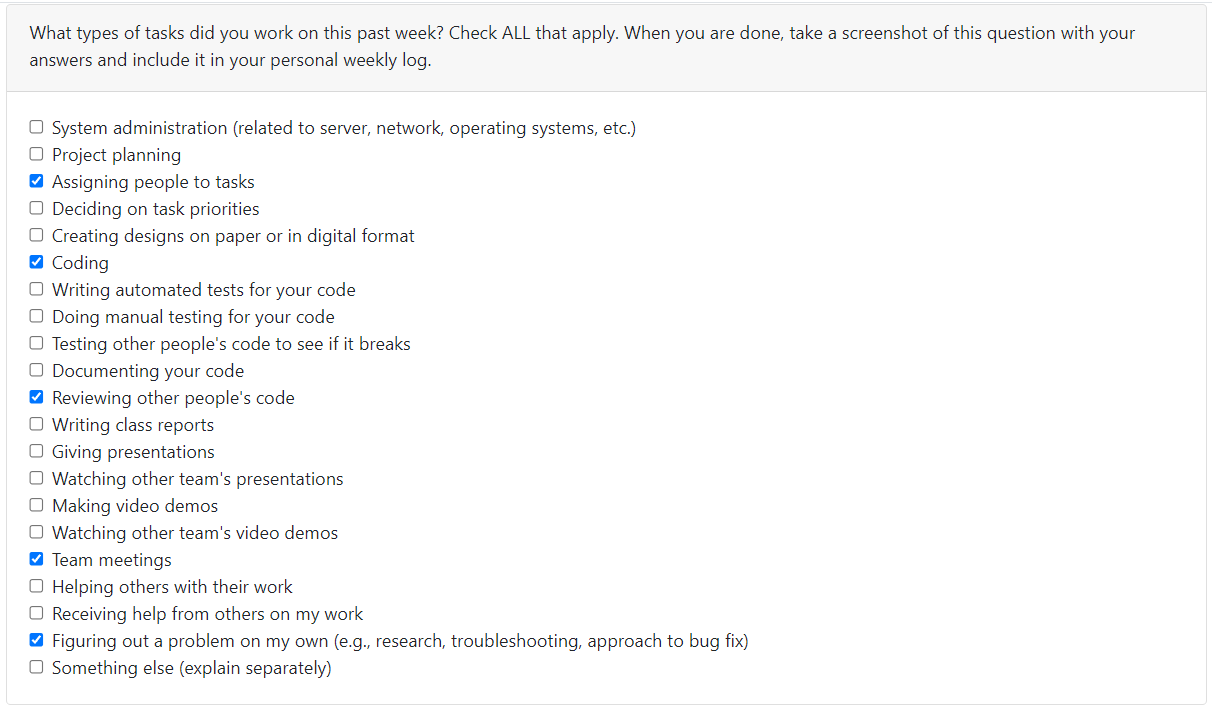 What types of tasks did you work on this past week? Check ALL that apply. When you are done, take a screenshot of this question with your
answers and include it in your personal weekly log.
System administration (related to server, network, operating systems, etc.)
Project planning
Assigning people to tasks
Deciding on task priorities
Creating designs on paper or in digital format
Coding
Writing automated tests for your code
Doing manual testing for your code
Testing other people's code to see if it breaks
Documenting your code
Reviewing other people's code
Writing class reports
Giving presentations
Watching other team's presentations
Making video demos
Watching other team's video demos
Team meetings
Helping others with their work
Receiving help from others on my work
Figuring out a problem on my own (e.g., research, troubleshooting, approach to bug fix)
Something else (explain separately)